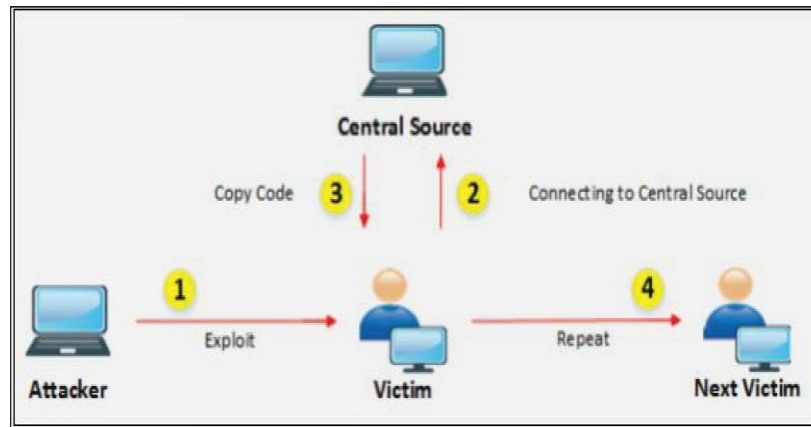 Central Source
Copy Code 3 2 Connecting to Central Source
1 4
Exploit Repeat
Attacker Victim Next Victim